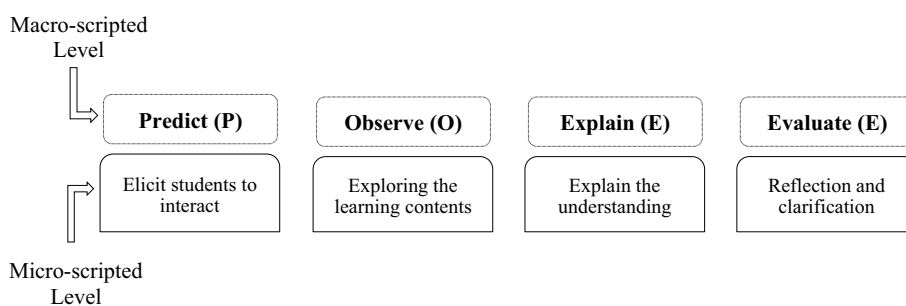 Macro-scripted
Level
Predict (P)
Observe (O)
Explain (E)
Evaluate (E)
Elicit students to
interact
Exploring the
learning contents
Explain the
understanding
Reflection and
clarification
Micro-scripted
Level